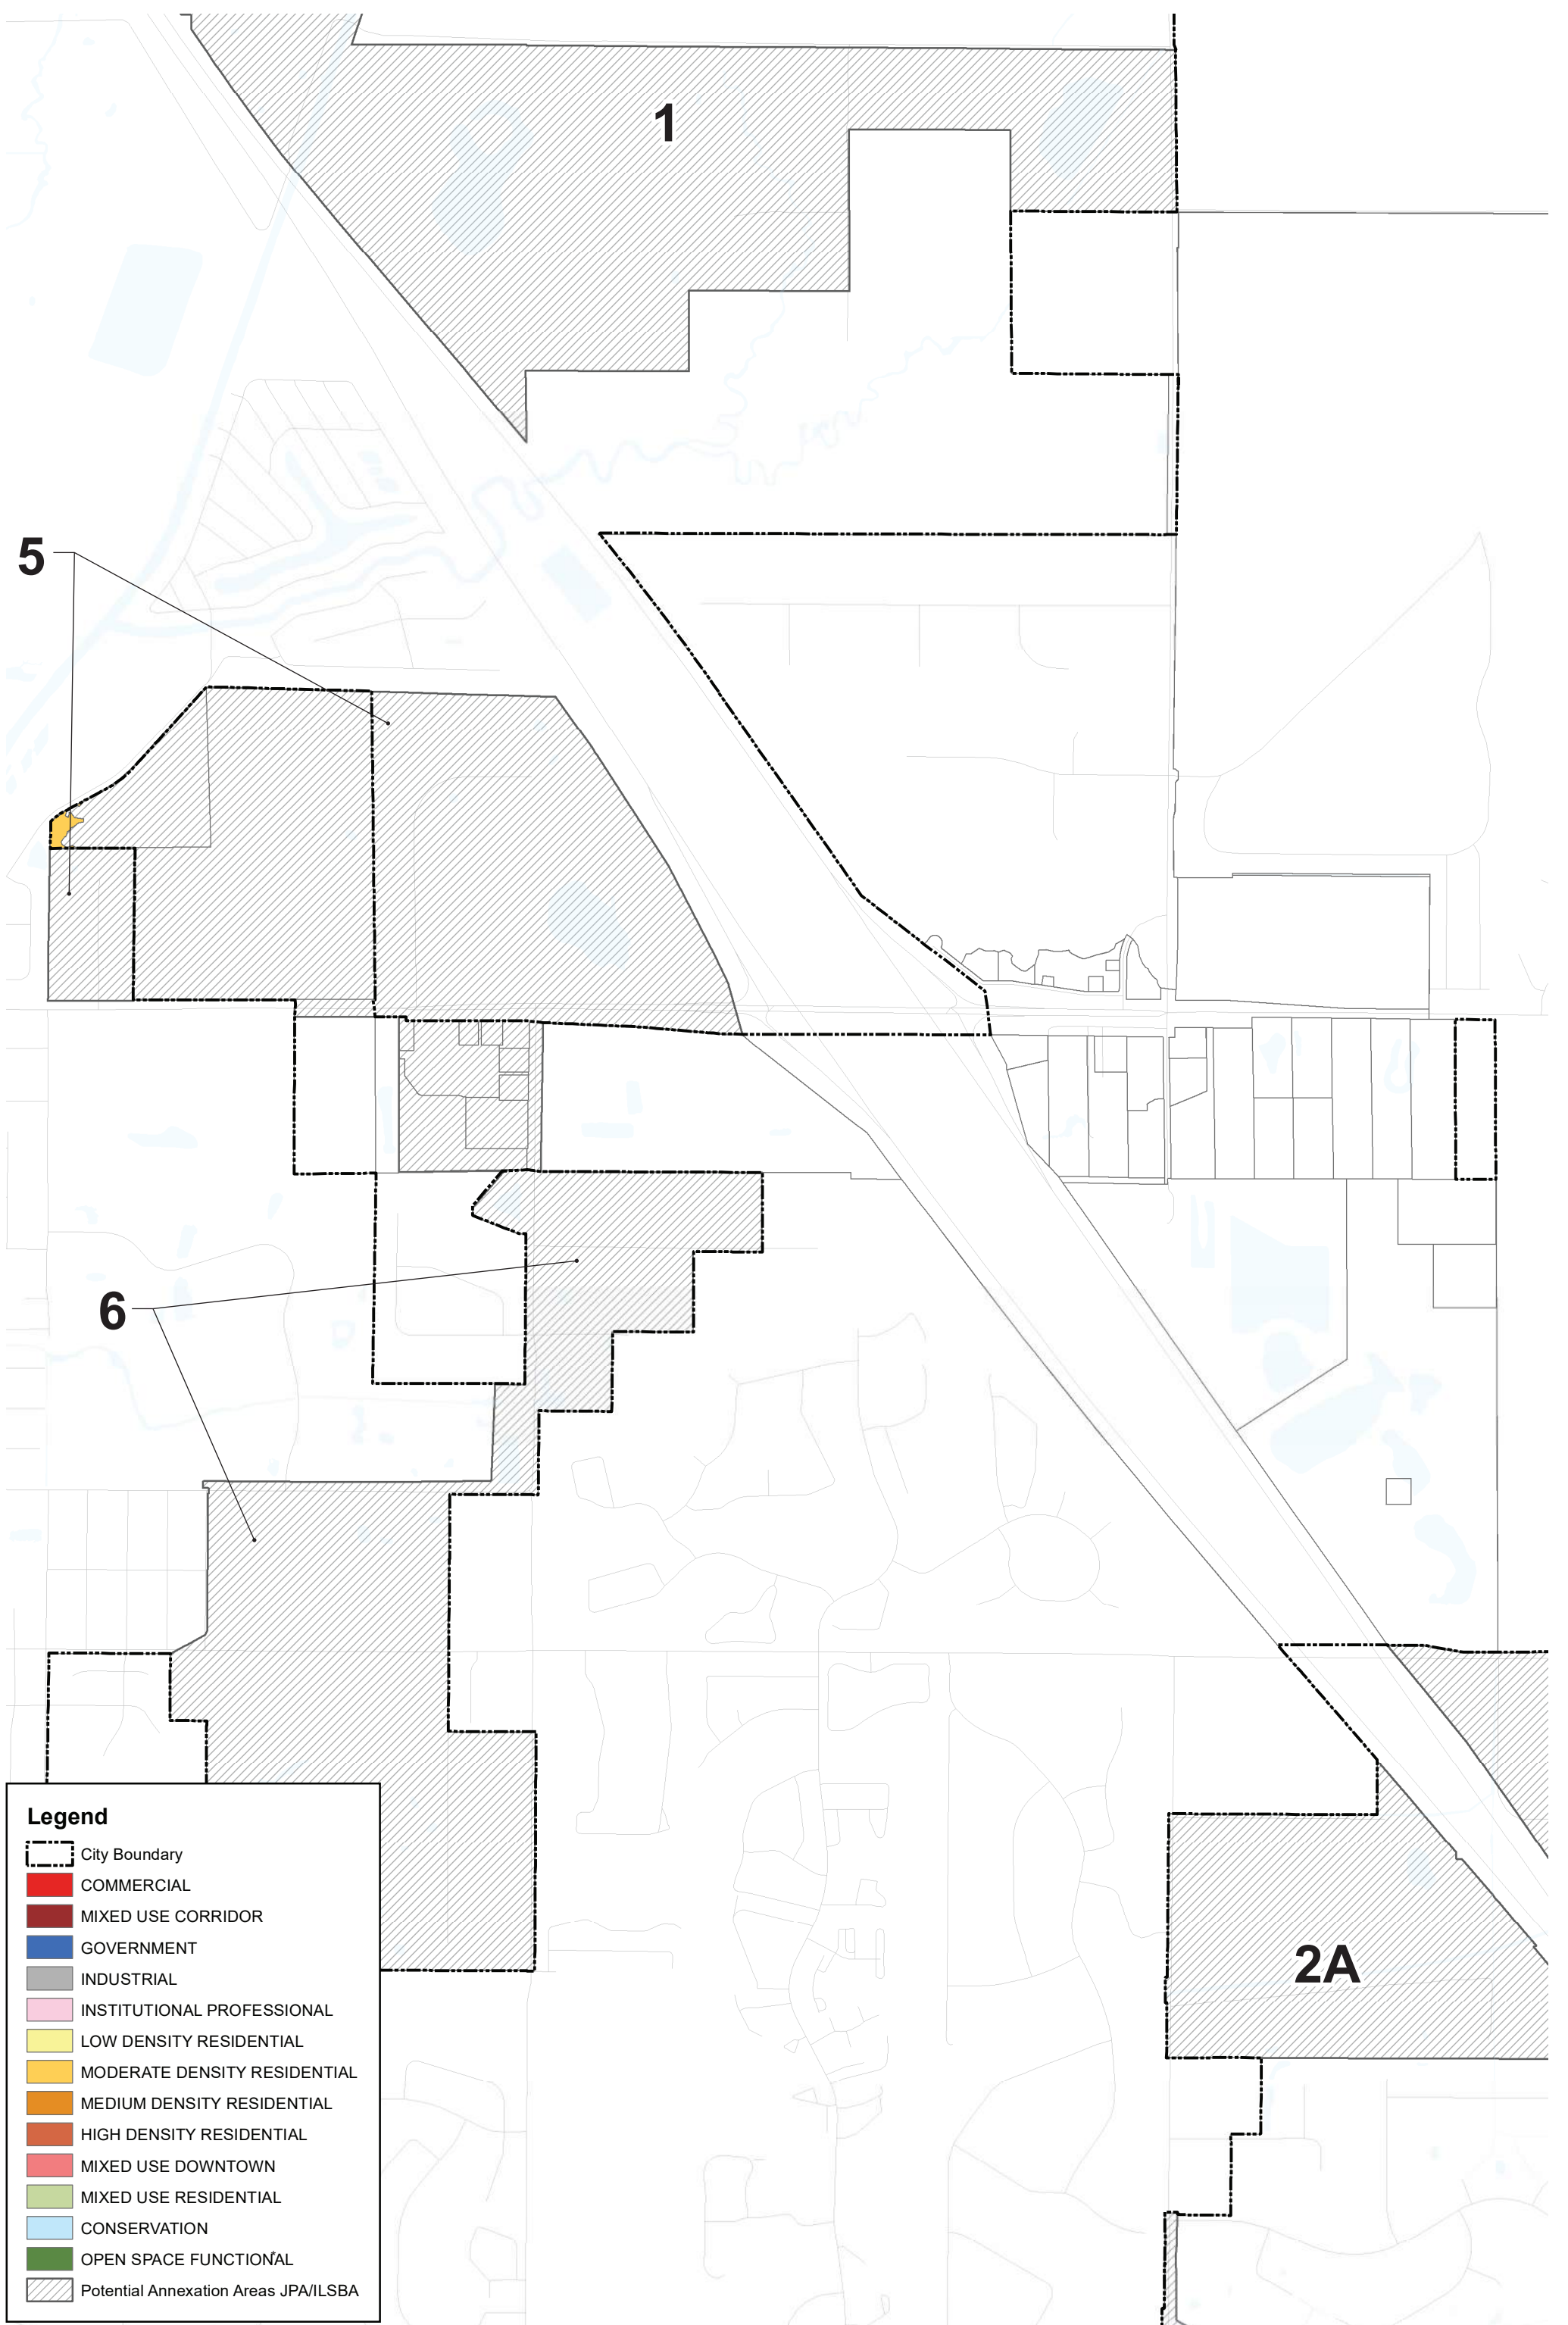 1
5
6
2A
Legend
City Boundary
COMMERCIAL
MIXED USE CORRIDOR
GOVERNMENT
INDUSTRIAL
INSTITUTIONAL PROFESSIONAL
LOW DENSITY RESIDENTIAL
MODERATE DENSITY RESIDENTIAL
MEDIUM DENSITY RESIDENTIAL
HIGH DENSITY RESIDENTIAL
MIXED USE DOWNTOWN
MIXED USE RESIDENTIAL
CONSERVATION
OPEN SPACE FUNCTIONAL*
Potential Annexation Areas JPA/ILSBA